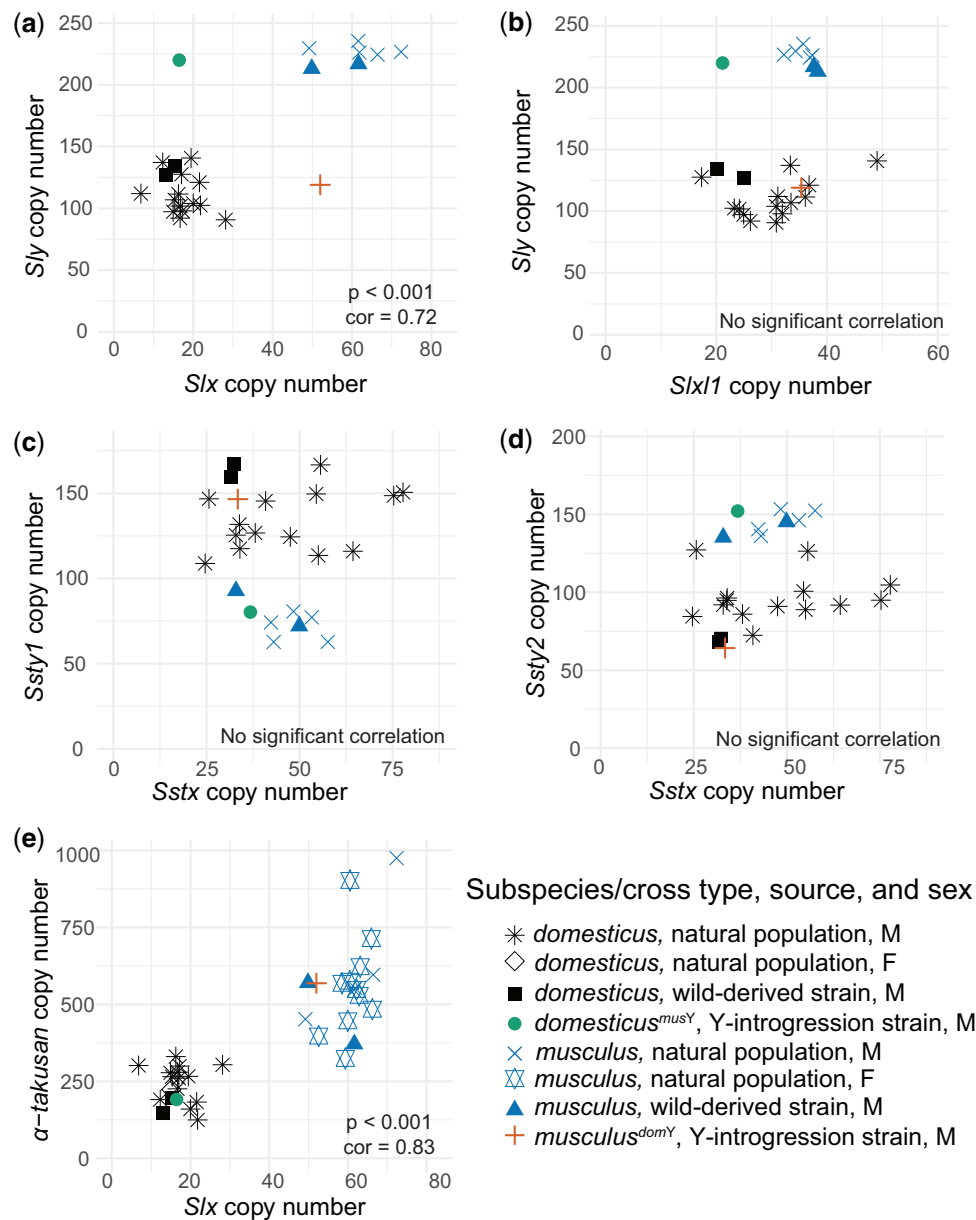 (a)
250
200
150
100
50
0
Sly copy number
p < 0.001
cor = 0.72
0 20 40 60 80
Slx copy number
(b)
250
200
150
100
50
0
Sly copy number
No significant correlation
0 20 40 60
Slxl1 copy number
(c)
150
100
50
0
Ssty1 copy number
No significant correlation
0 25 50 75
Sstx copy number
(d)
200
150
100
50
0
Ssty2 copy number
No significant correlation
0 25 50 75
Sstx copy number
(e)
1000
750
500
250
0
α-takusan copy number
p < 0.001
cor = 0.83
0 20 40 60 80
Slx copy number
Subspecies/cross type, source, and sex
domesticus, natural population, M
domesticus, natural population, F
domesticus, wild-derived strain, M
domesticusmusY, Y-introgression strain, M
musculus, natural population, M
musculus, natural population, F
musculus, wild-derived strain, M
musculusdomY, Y-introgression strain, M